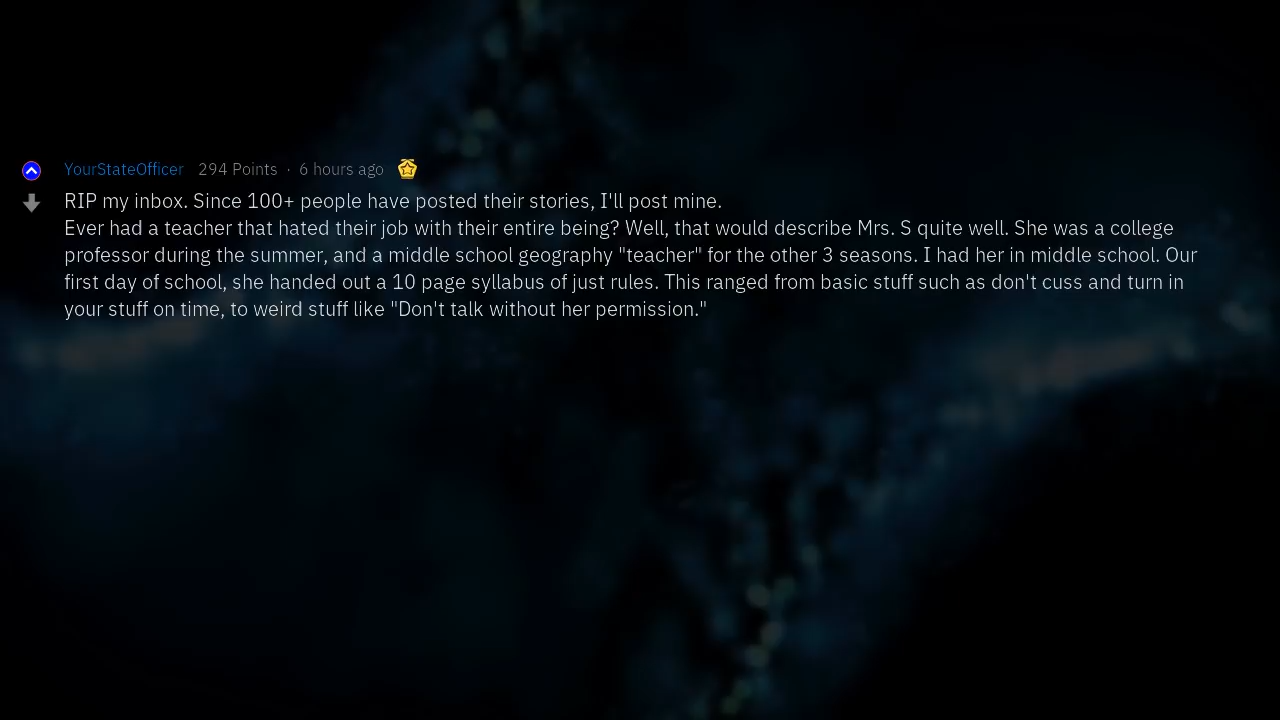 YourStateOfficer 294 Points · 6 hours ago
RIP my inbox. Since 100+ people have posted their stories, I'll post mine.
Ever had a teacher that hated their job with their entire being? Well, that would describe Mrs. S quite well. She was a college
professor during the summer, and a middle school geography "teacher" for the other 3 seasons. I had her in middle school. Our
first day of school, she handed out a 10 page syllabus of just rules. This ranged from basic stuff such as don't cuss and turn in
your stuff on time, to weird stuff like "Don't talk without her permission."